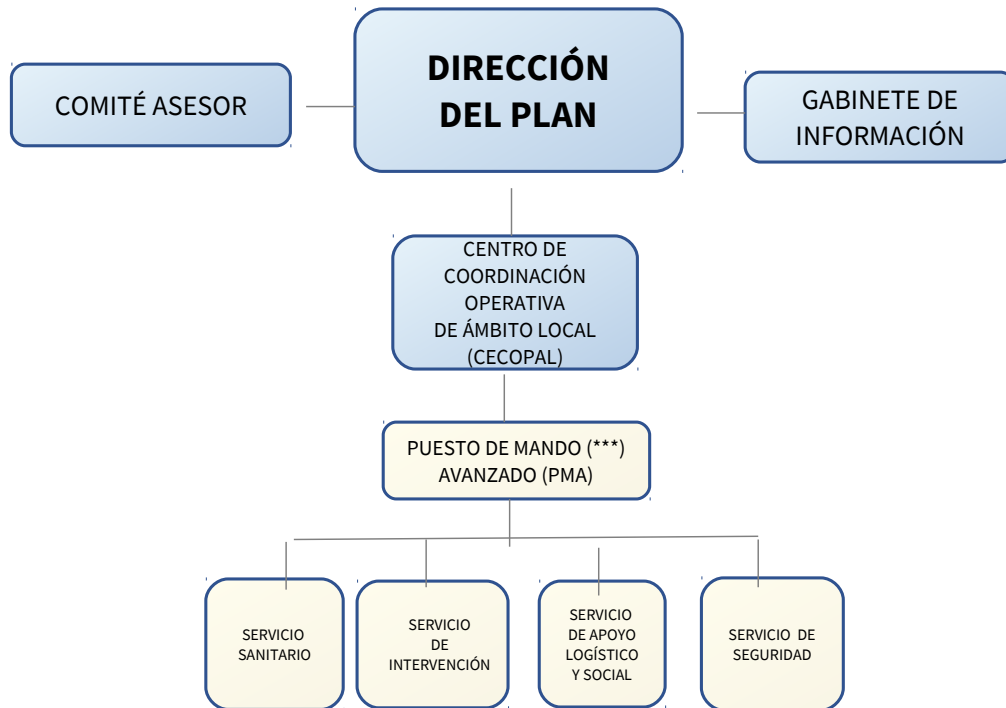 DIRECCIÓN
DEL PLAN
COMITÉ ASESOR
GABINETE DE
INFORMACIÓN
CENTRO DE
COORDINACIÓN
OPERATIVA
DE ÁMBITO LOCAL
(CECOPAL)
PUESTO DE MANDO (***)
AVANZADO (PMA)
SERVICIO
SANITARIO
SERVICIO
DE
INTERVENCIÓN
SERVICIO
DE APOYO
LOGÍSTICO
Y SOCIAL
SERVICIO DE
SEGURIDAD